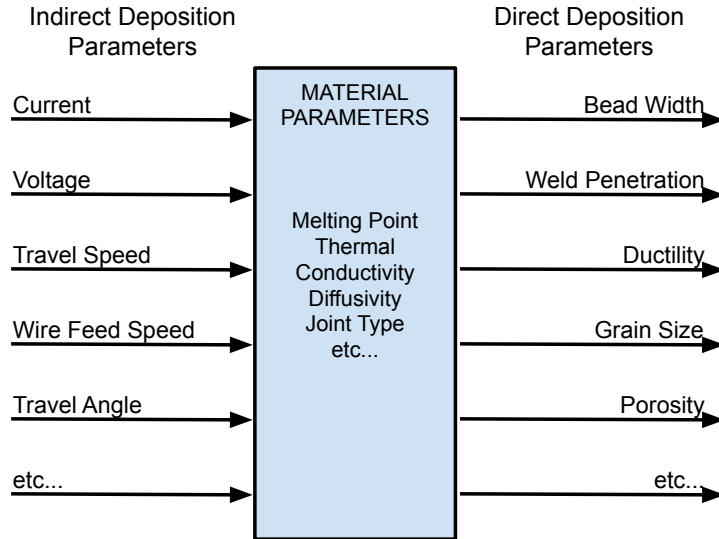 Indirect Deposition
Parameters
Direct Deposition
Parameters
MATERIAL
PARAMETERS
Current
Voltage
Travel Speed
Wire Feed Speed
Travel Angle
etc...
Melting Point
Thermal
Conductivity
Diffusivity
Joint Type
etc...
Bead Width
Weld Penetration
Ductility
Grain Size
Porosity
etc...